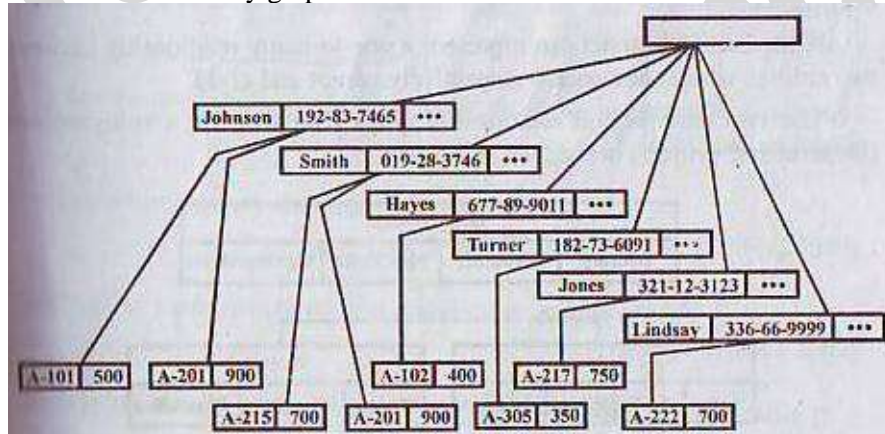 Johnson 192-83-7465 •••
Smith 019-28-3746 •••
Hayes 677-89-9011 •••
Turner 182-73-6091 •••
Jones 321-12-3123 •••
Lindsay 336-66-9999 •••
A-101 500 A-201 900 A-102 400 A-217 750
A-215 700 A-201 900 A-305 350 A-222 700